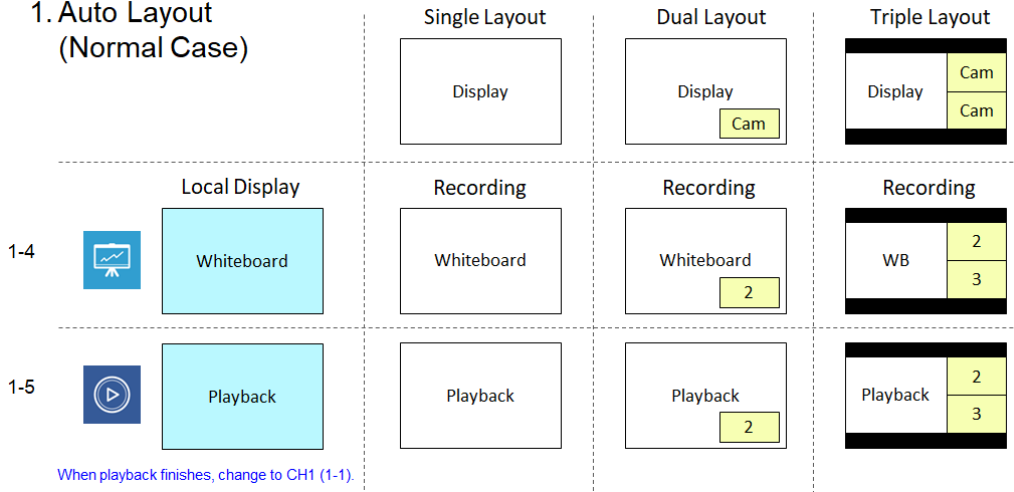 1. Auto Layout
(Normal Case)
Single Layout
Dual Layout
Triple Layout
Display
Display
Cam
Display
Cam
Cam
Local Display
Recording
Recording
Recording
1-4
Whiteboard
Whiteboard
Whiteboard
2
WB
2
3
1-5
Playback
Playback
Playback
2
Playback
2
3
When playback finishes, change to CH1 (1-1).